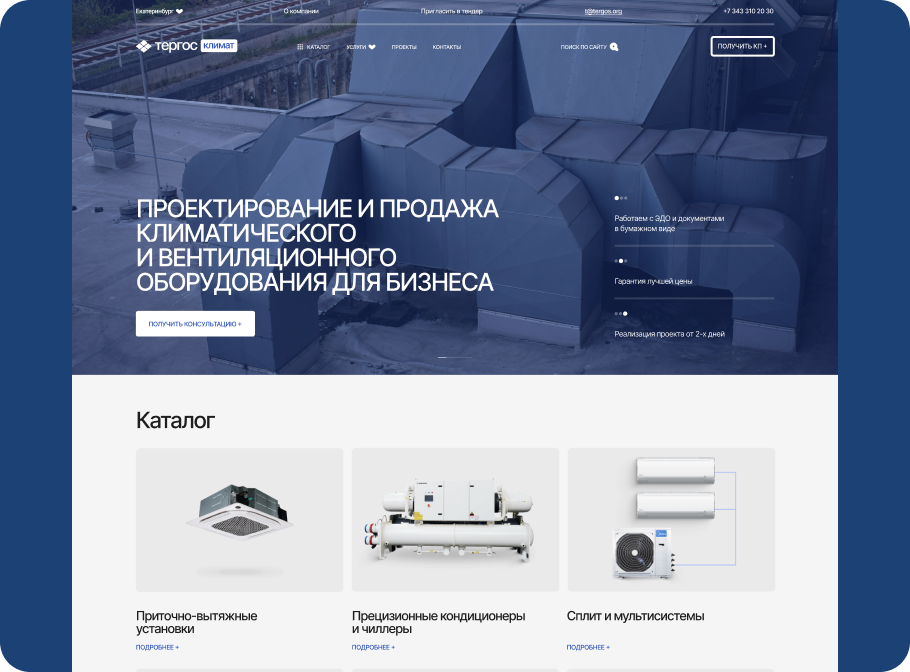 Екатеринбург
О компании
Пригласить в тендер
t@tergos.org
+7 343 310 20 30
тергос климат
КАТАЛОГ
УСЛУГИ
ПРОЕКТЫ
КОНТАКТЫ
ПОИСК ПО САЙТУ
ПОЛУЧИТЬ КП +
ПРОЕКТИРОВАНИЕ И ПРОДАЖА
КЛИМАТИЧЕСКОГО
И ВЕНТИЛЯЦИОННОГО
ОБОРУДОВАНИЯ ДЛЯ БИЗНЕСА
ПОЛУЧИТЬ КОНСУЛЬТАЦИЮ +
Работаем с ЭДО и документами
в бумажном виде
Гарантия лучшей цены
Реализация проекта от 2-х дней
Каталог
Приточно-вытяжные
установки
ПОДРОБНЕЕ +
Прецизионные кондиционеры
и чиллеры
ПОДРОБНЕЕ +
Сплит и мультисистемы
ПОДРОБНЕЕ +